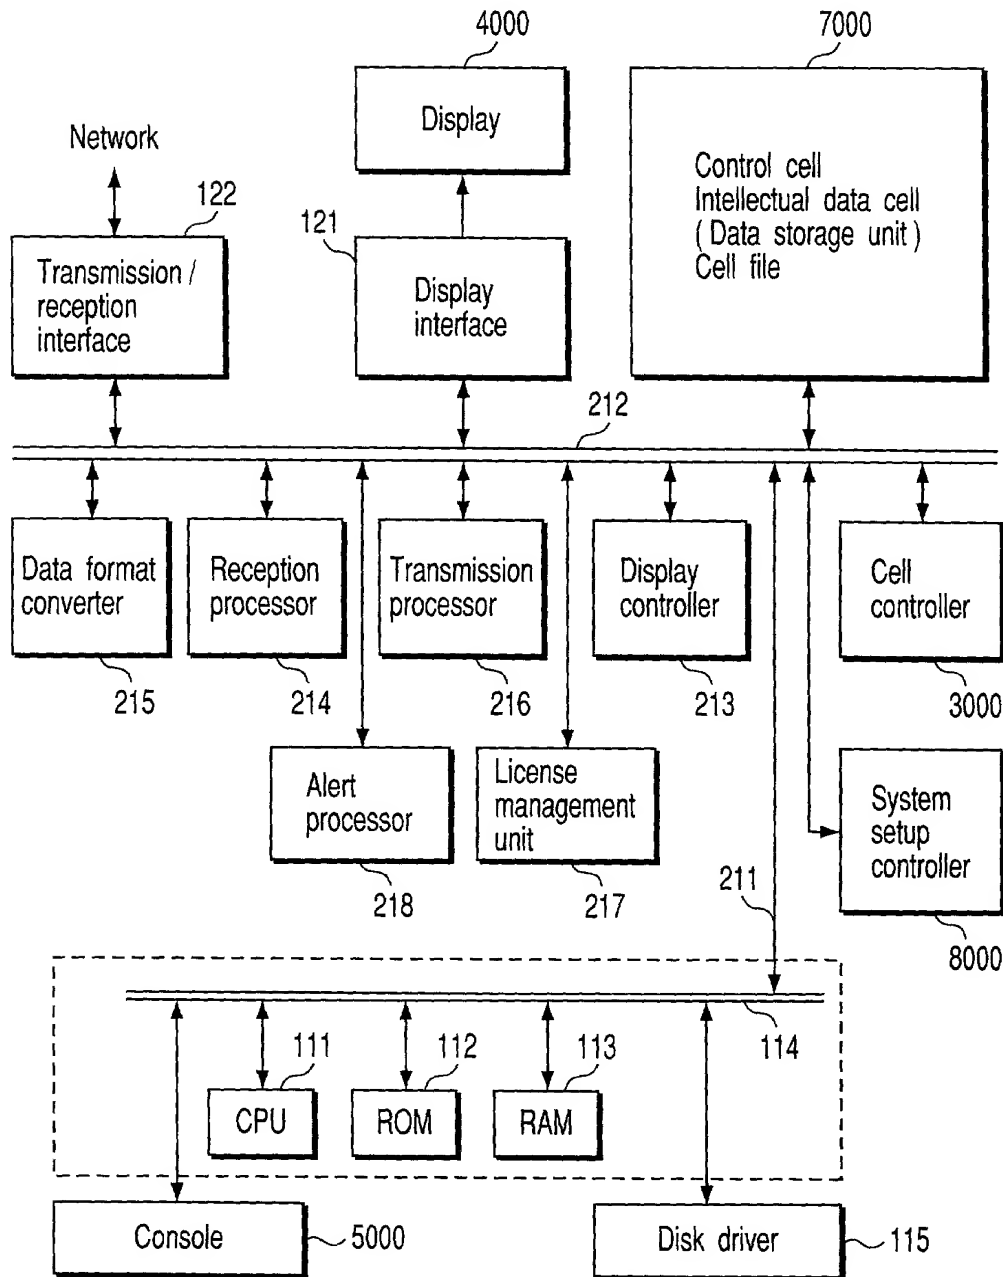 4000
7000
Network
Display
122
121
Control cell
Intellectual data cell
(Data storage unit)
Cell file
Transmission/
reception
interface
Display
interface
212
Data format
converter
Reception
processor
Transmission
processor
Display
controller
Cell
controller
215
214
216
213
3000
Alert
processor
License
management
unit
System
setup
controller
218
217
211
8000
114
111
112
113
CPU
ROM
RAM
Console
5000
Disk driver
115